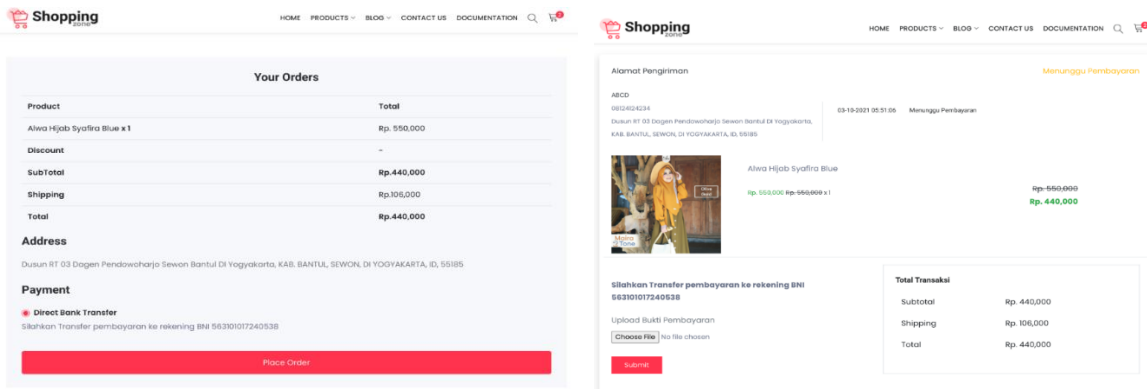 Shopping
zone
HOME PRODUCTS BLOG CONTACT US DOCUMENTATION
Your Orders
Product Total
Alwa Hijab Syafira Blue x 1 Rp. 550,000
Discount -
SubTotal Rp.440,000
Shipping Rp.106,000
Total Rp.440,000
Address
Dusun RT 03 Dagen Pendowoharjo Sewon Bantul DI Yogyakarta, KAB. BANTUL, SEWON, DI YOGYAKARTA, ID, 55185
Payment
Direct Bank Transfer
Silahkan Transfer pembayaran ke rekening BNI 563101017240538
Place Order
Shopping
zone
HOME PRODUCTS BLOG CONTACT US DOCUMENTATION
Alamat Pengiriman Menunggu Pembayaran
ABCD
08124124234
Dusun RT 03 Dagen Pendowoharjo Sewon Bantul DI Yogyakarta,
KAB. BANTUL, SEWON, DI YOGYAKARTA, ID, 55185
03-10-2021 05:51:06 Menunggu Pembayaran
Alwa Hijab Syafira Blue
Rp. 550,000 Rp. 550,000 x 1
Rp. 550,000
Rp. 440,000
Moira
Tone
Silahkan Transfer pembayaran ke rekening BNI
563101017240538
Upload Bukti Pembayaran
Choose File No file chosen
Submit
Total Transaksi
Subtotal Rp. 440,000
Shipping Rp. 106,000
Total Rp. 440,000